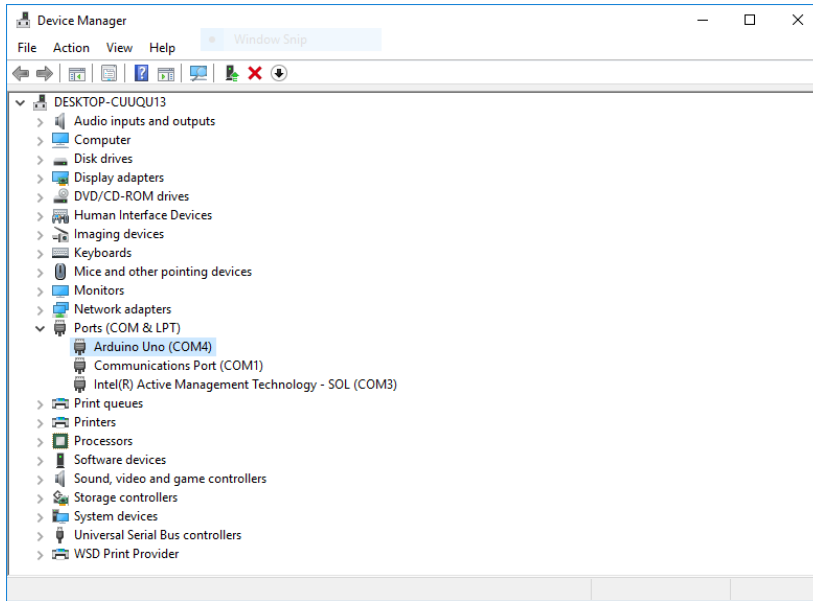 Device Manager
Window Snip
File Action View Help
DESKTOP-CUUQU13
Audio inputs and outputs
Computer
Disk drives
Display adapters
DVD/CD-ROM drives
Human Interface Devices
Imaging devices
Keyboards
Mice and other pointing devices
Monitors
Network adapters
Ports (COM & LPT)
Arduino Uno (COM4)
Communications Port (COM1)
Intel(R) Active Management Technology - SOL (COM3)
Print queues
Printers
Processors
Software devices
Sound, video and game controllers
Storage controllers
System devices
Universal Serial Bus controllers
WSD Print Provider